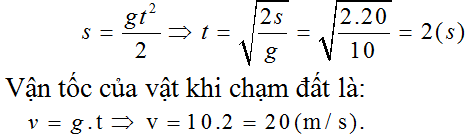 s = gt²/2 ⇒ t = √(2s/g) = √(2.20/10) = 2(s)
Vận tốc của vật khi chạm đất là:
v = g.t ⇒ v = 10.2 = 20(m/s).